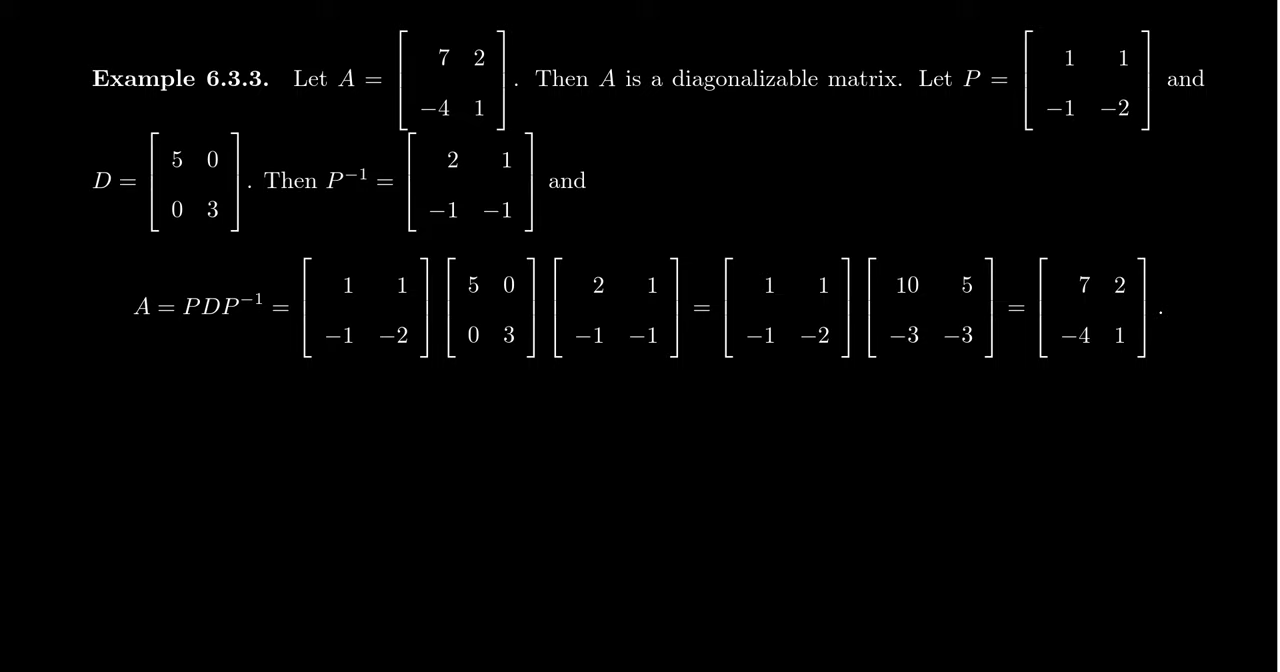 Example 6.3.3. Let A = [ 7 2 ; −4 1 ]. Then A is a diagonalizable matrix. Let P = [ 1 1 ; −1 −2 ] and
D = [ 5 0 ; 0 3 ]. Then P⁻¹ = [ 2 1 ; −1 −1 ] and
A = PDP⁻¹ = [ 1 1 ; −1 −2 ] [ 5 0 ; 0 3 ] [ 2 1 ; −1 −1 ] = [ 1 1 ; −1 −2 ] [ 10 5 ; −3 −3 ] = [ 7 2 ; −4 1 ].